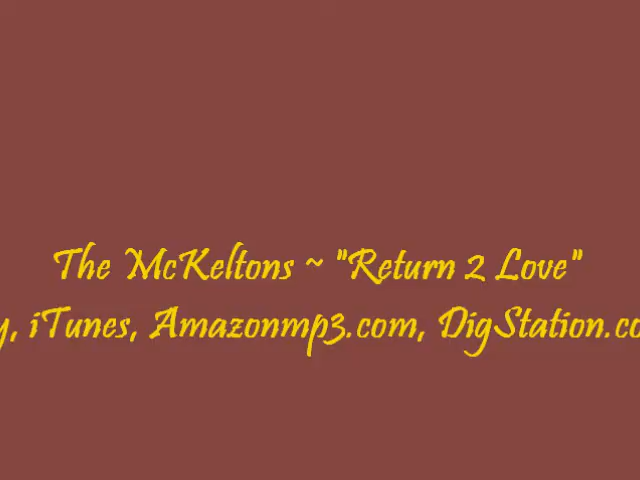 The McKeltons ~ "Return 2 Love"
iTunes, Amazonmp3.com, DigStation.co